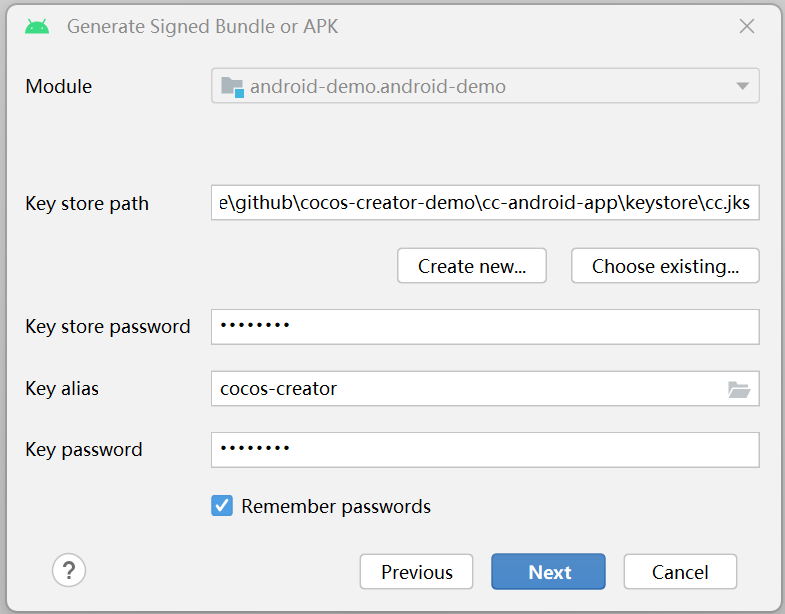 Generate Signed Bundle or APK
Module
android-demo.android-demo
Key store path
e\github\cocos-creator-demo\cc-android-app\keystore\cc.jks
Create new...
Choose existing...
Key store password
••••••••
Key alias
cocos-creator
Key password
••••••••
Remember passwords
?
Previous
Next
Cancel